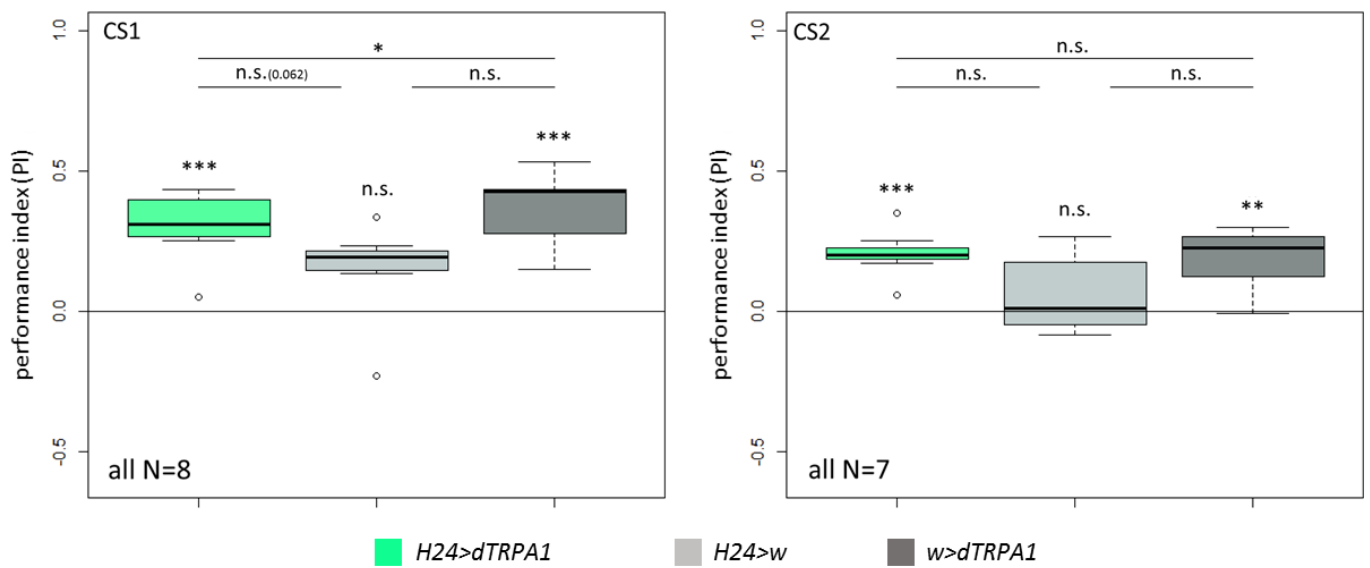 CS1
*
n.s.(0.062)
n.s.
***
n.s.
***
performance index (PI)
1.0
0.5
0.0
-0.5
all N=8
CS2
n.s.
n.s.
n.s.
***
n.s.
**
performance index (PI)
1.0
0.5
0.0
-0.5
all N=7
H24>dTRPA1
H24>w
w>dTRPA1